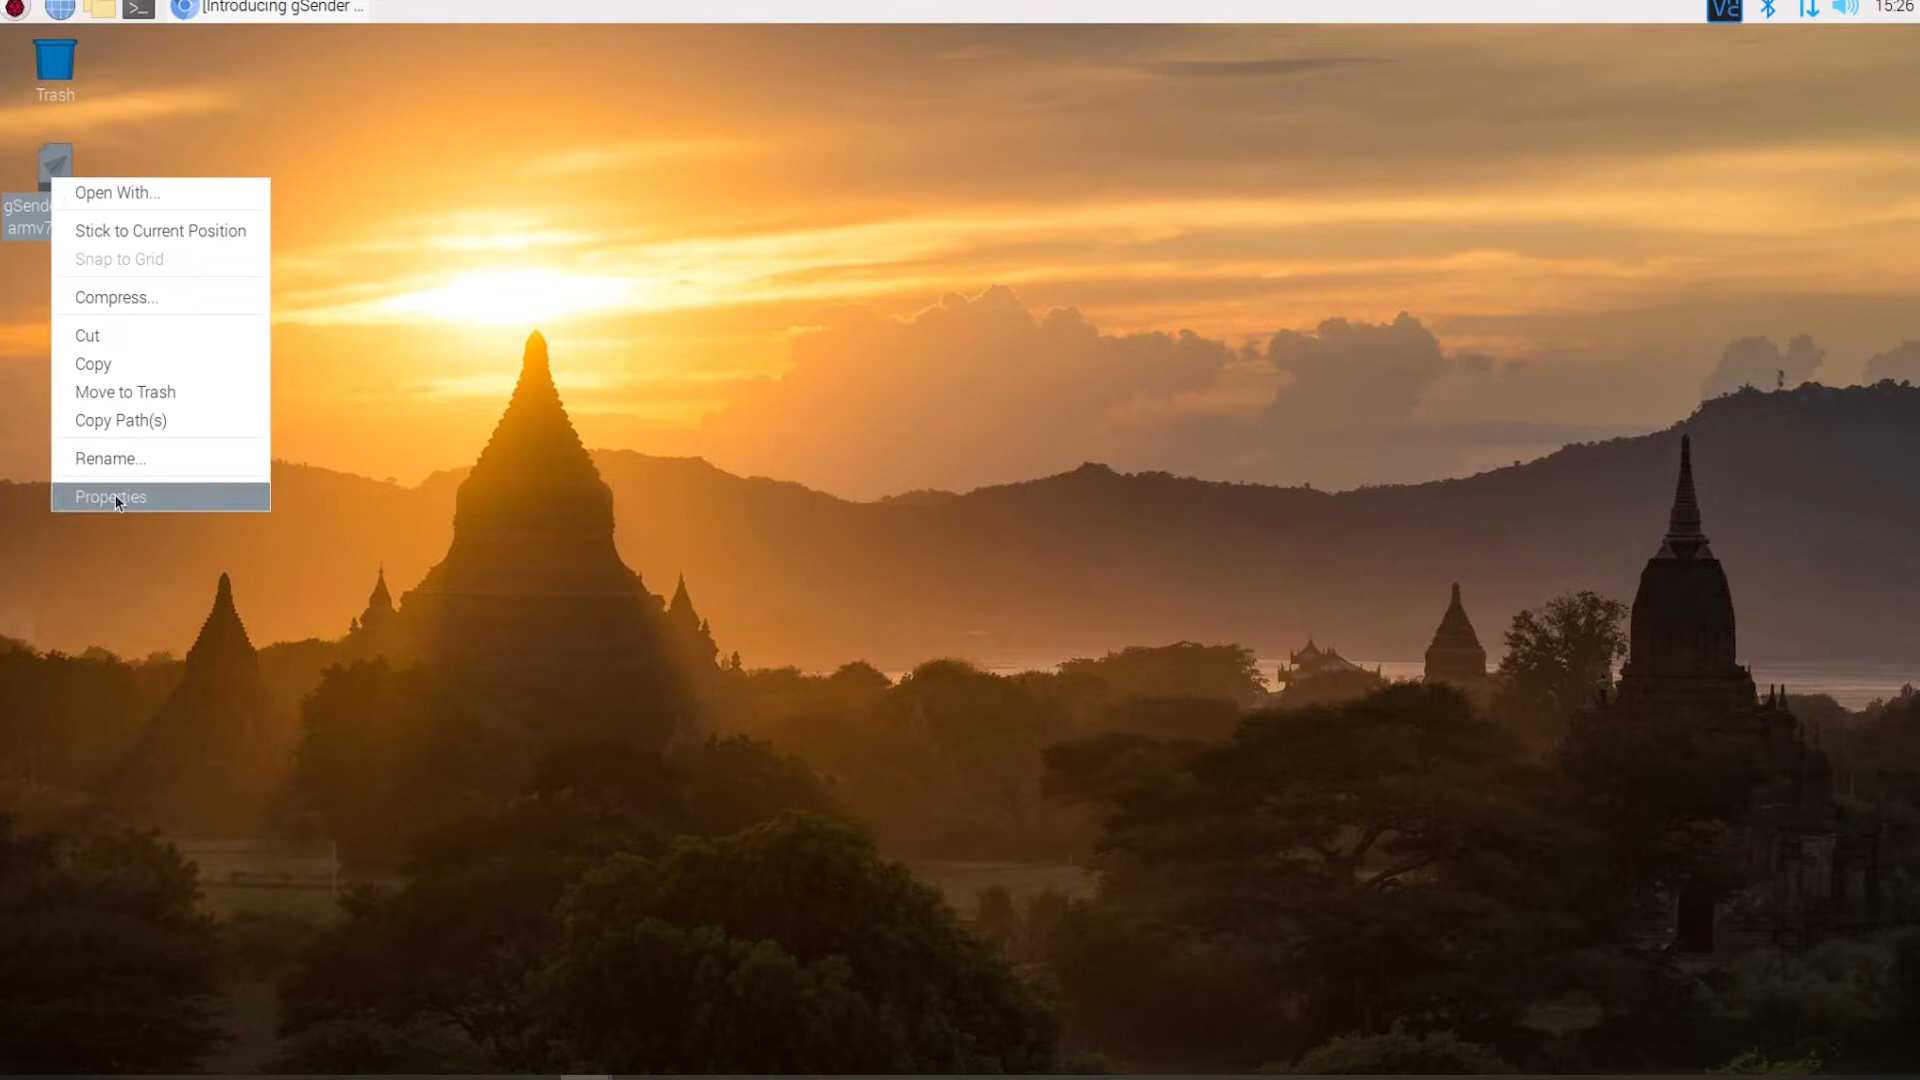 [Introducing gSender ...
15:26
Trash
gSend
armv7
Open With...
Stick to Current Position
Snap to Grid
Compress...
Cut
Copy
Move to Trash
Copy Path(s)
Rename...
Properties